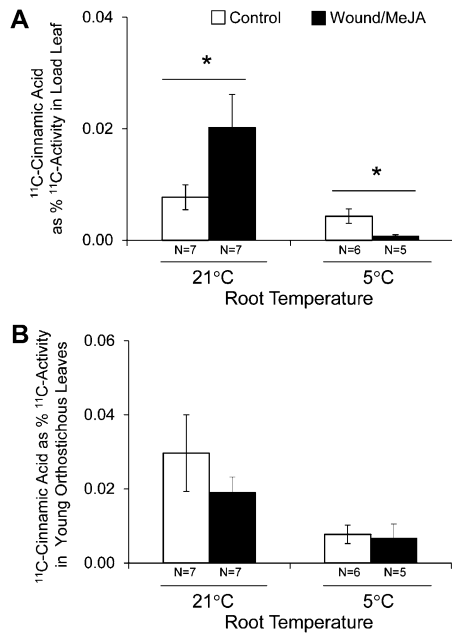 A
Control
Wound/MeJA
¹¹C-Cinnamic Acid
as % ¹¹C-Activity in Load Leaf
0.04
*
0.02
*
0.00
N=7 N=7 N=6 N=5
21°C 5°C
Root Temperature
B
¹¹C-Cinnamic Acid as % ¹¹C-Activity
in Young Orthostichous Leaves
0.06
0.04
0.02
0.00
N=7 N=7 N=6 N=5
21°C 5°C
Root Temperature